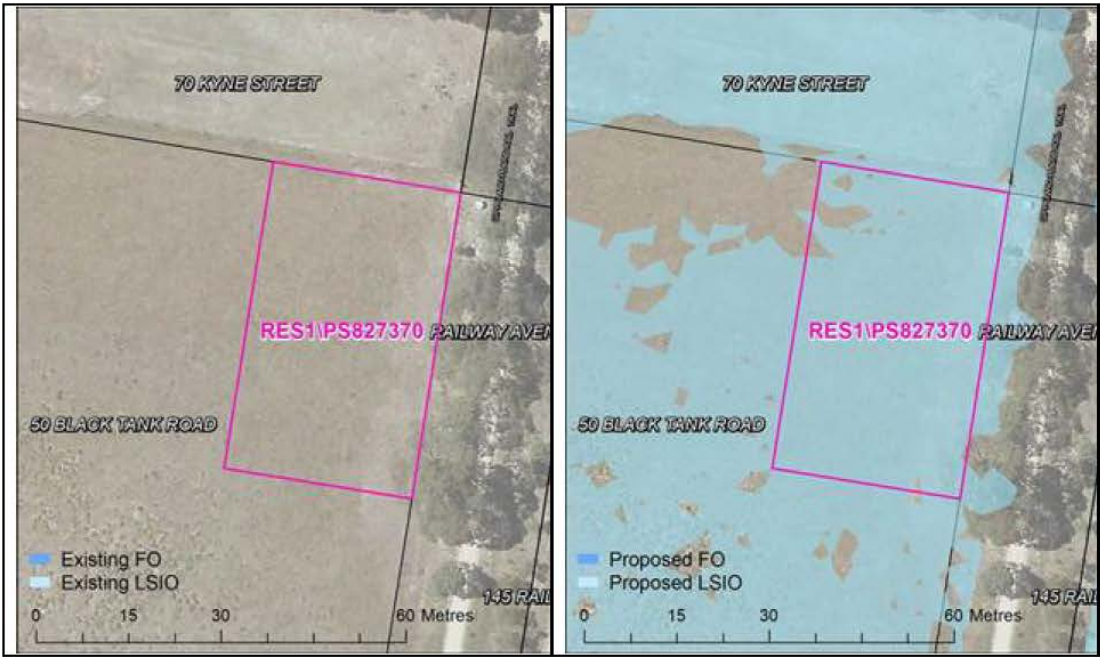 70 KYNE STREET
RES1\PS827370 RAILWAY AVEN
50 BLACK TANK ROAD
Existing FO
Existing LSIO
145 RAIL
0 15 30 60 Metres
70 KYNE STREET
RES1\PS827370 RAILWAY AVEN
50 BLACK TANK ROAD
Proposed FO
Proposed LSIO
145 RAIL
0 15 30 60 Metres